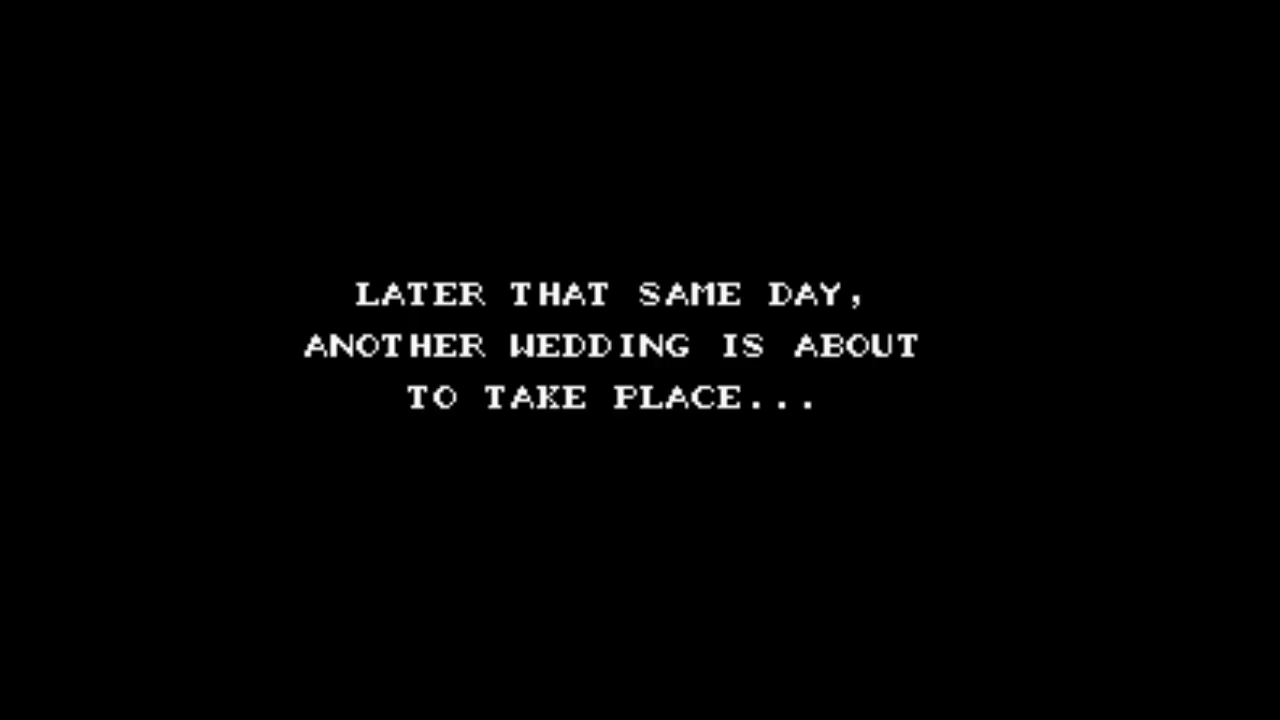 LATER THAT SAME DAY,
ANOTHER WEDDING IS ABOUT
TO TAKE PLACE...